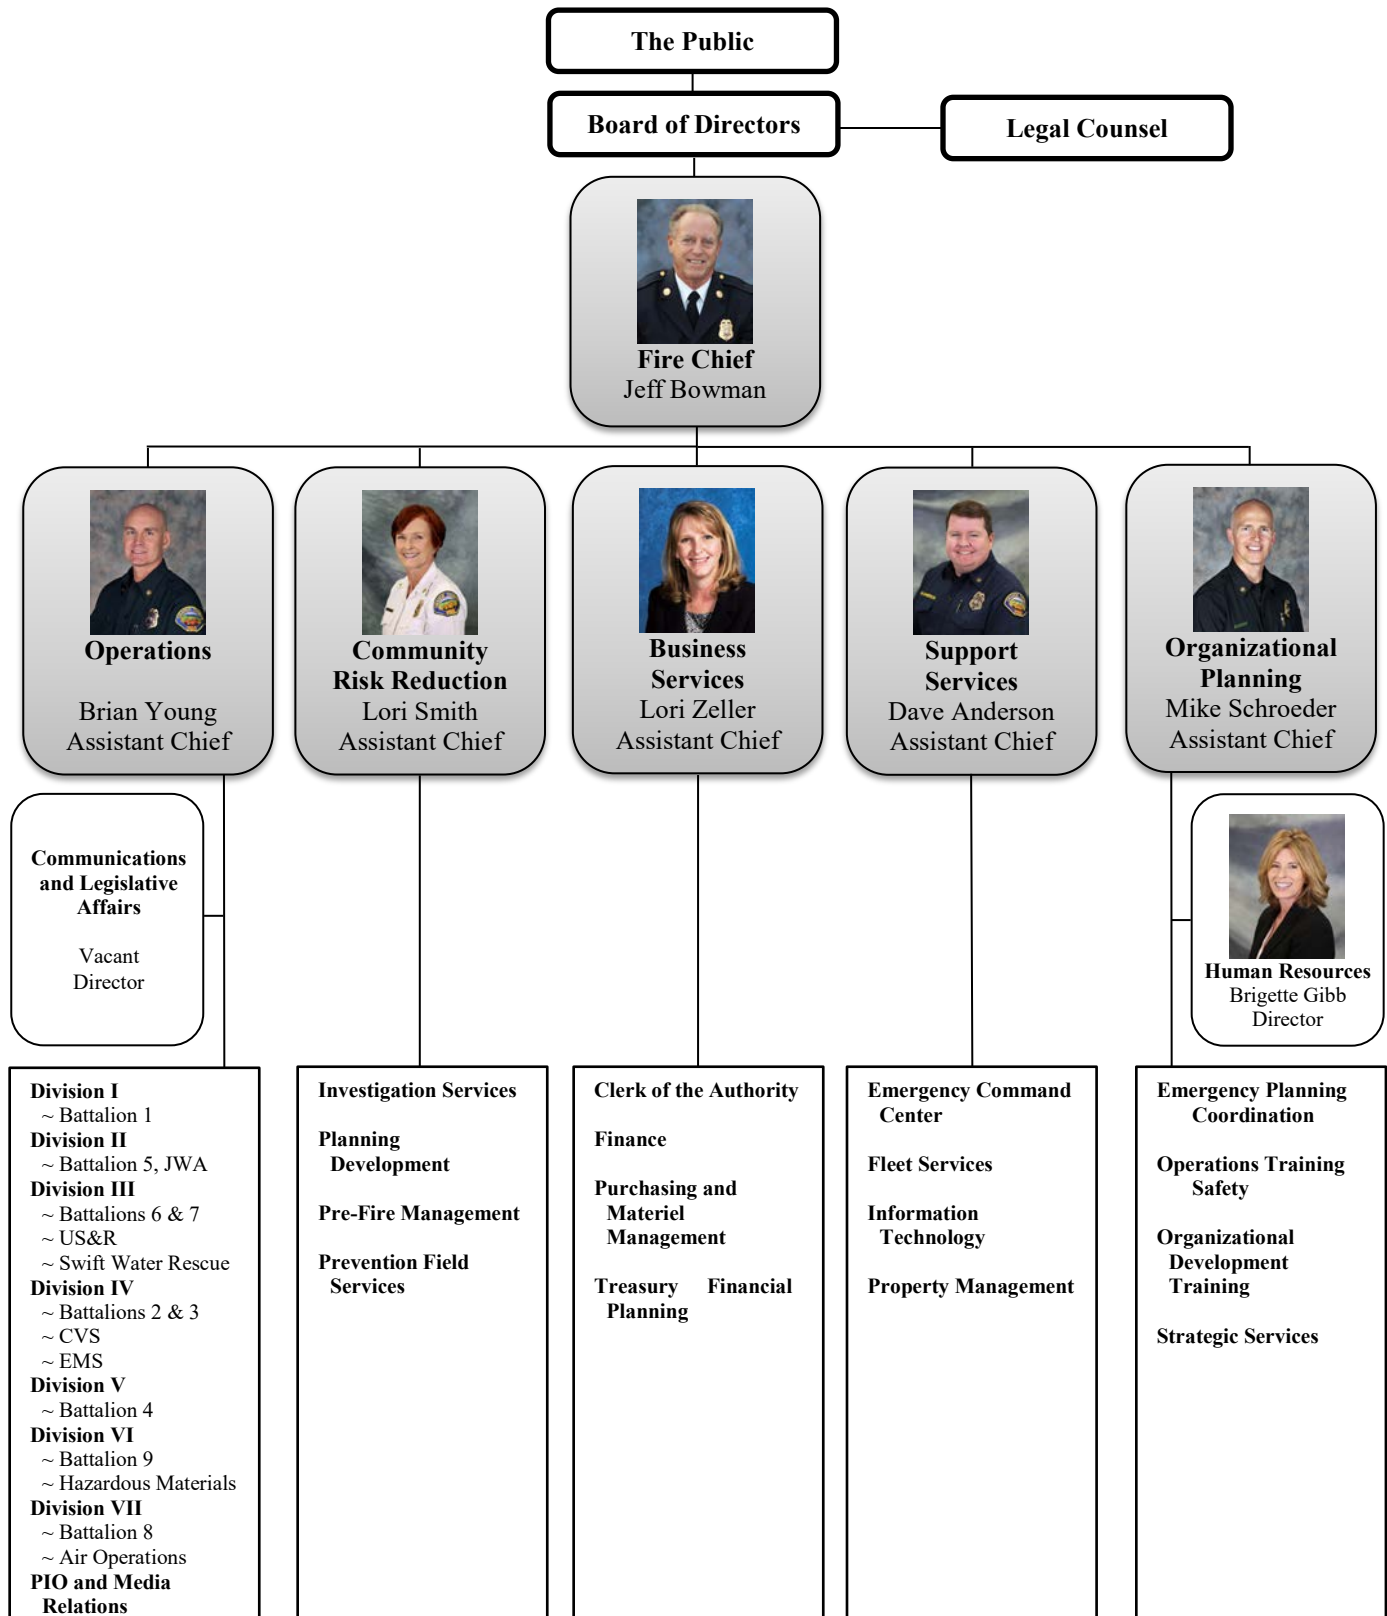 The Public
Board of Directors
Legal Counsel
Fire Chief
Jeff Bowman
Operations
Brian Young
Assistant Chief
Community
Risk Reduction
Lori Smith
Assistant Chief
Business
Services
Lori Zeller
Assistant Chief
Support
Services
Dave Anderson
Assistant Chief
Organizational
Planning
Mike Schroeder
Assistant Chief
Communications
and Legislative
Affairs
Vacant
Director
Human Resources
Brigette Gibb
Director
Division I
~ Battalion 1
Division II
~ Battalion 5, JWA
Division III
~ Battalions 6 & 7
~ US&R
~ Swift Water Rescue
Division IV
~ Battalions 2 & 3
~ CVS
~ EMS
Division V
~ Battalion 4
Division VI
~ Battalion 9
~ Hazardous Materials
Division VII
~ Battalion 8
~ Air Operations
PIO and Media
Relations
Investigation Services
Planning
Development
Pre-Fire Management
Prevention Field
Services
Clerk of the Authority
Finance
Purchasing and
Materiel
Management
Treasury Financial
Planning
Emergency Command
Center
Fleet Services
Information
Technology
Property Management
Emergency Planning
Coordination
Operations Training
Safety
Organizational
Development
Training
Strategic Services